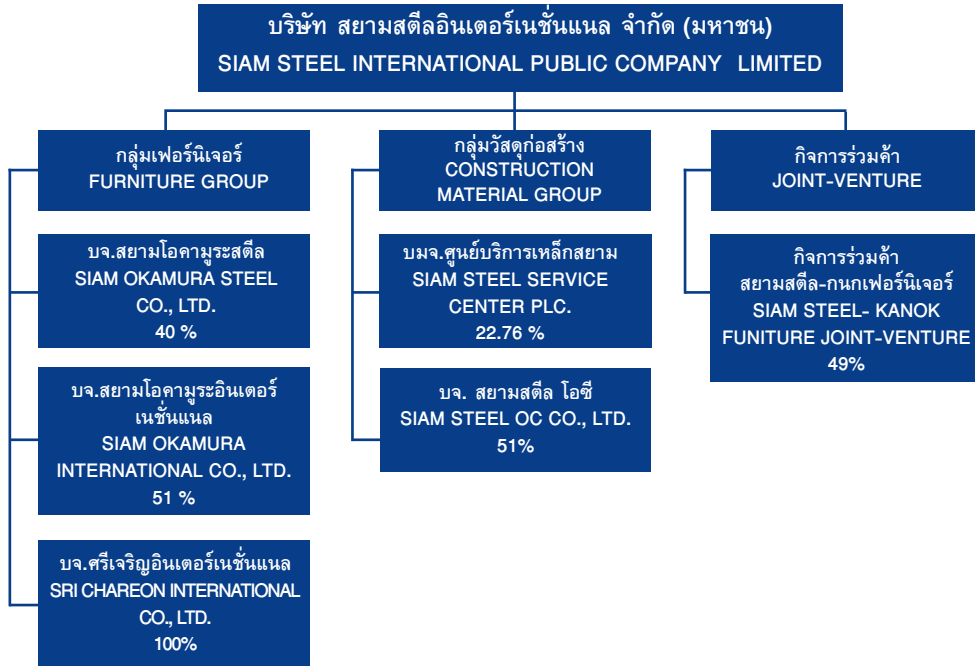 บริษัท สยามสตีลอินเตอร์เนชั่นแนล จำกัด (มหาชน)
SIAM STEEL INTERNATIONAL PUBLIC COMPANY LIMITED
กลุ่มเฟอร์นิเจอร์
FURNITURE GROUP
บจ.สยามโอคามูระสตีล
SIAM OKAMURA STEEL
CO., LTD.
40 %
บจ.สยามโอคามูระอินเตอร์
เนชั่นแนล
SIAM OKAMURA
INTERNATIONAL CO., LTD.
51 %
บจ.ศรีเจริญอินเตอร์เนชั่นแนล
SRI CHAREON INTERNATIONAL
CO., LTD.
100%
กลุ่มวัสดุก่อสร้าง
CONSTRUCTION
MATERIAL GROUP
บมจ.ศูนย์บริการเหล็กสยาม
SIAM STEEL SERVICE
CENTER PLC.
22.76 %
บจ. สยามสตีล โอซี
SIAM STEEL OC CO., LTD.
51%
กิจการร่วมค้า
JOINT-VENTURE
กิจการร่วมค้า
สยามสตีล-กนกเฟอร์นิเจอร์
SIAM STEEL- KANOK
FUNITURE JOINT-VENTURE
49%